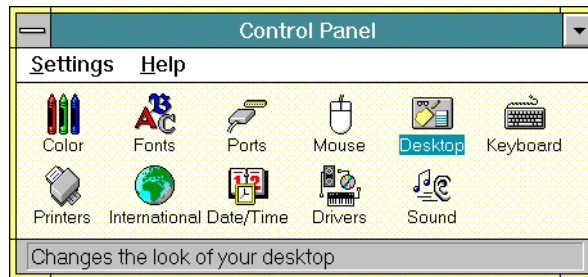 Control Panel
Settings Help
Color Fonts Ports Mouse Desktop Keyboard
Printers International Date/Time Drivers Sound
Changes the look of your desktop